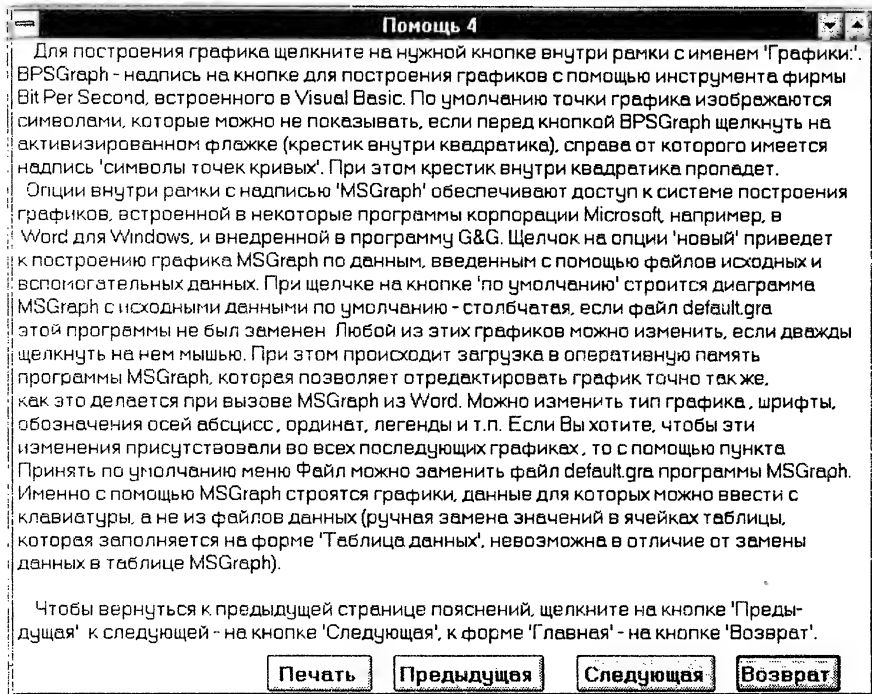 Помощь 4
Для построения графика щелкните на нужной кнопке внутри рамки с именем 'Графики:'.
BPSGraph - надпись на кнопке для построения графиков с помощью инструмента фирмы
Bit Per Second, встроенного в Visual Basic. По умолчанию точки графика изображаются
символами, которые можно не показывать, если перед кнопкой BPSGraph щелкнуть на
активизированном флажке (крестик внутри квадратика), справа от которого имеется
надпись 'символы точек кривых'. При этом крестик внутри квадратика пропадет.
Опции внутри рамки с надписью 'MSGraph' обеспечивают доступ к системе построения
графиков, встроенной в некоторые программы корпорации Microsoft, например, в
Word для Windows, и внедренной в программу G&G. Щелчок на опции 'новый' приведет
к построению графика MSGraph по данным, введенным с помощью файлов исходных и
вспомогательных данных. При щелчке на кнопке 'по умолчанию' строится диаграмма
MSGraph с исходными данными по умолчанию - столбчатая, если файл default.gra
этой программы не был заменен Любой из этих графиков можно изменить, если дважды
щелкнуть на нем мышью. При этом происходит загрузка в оперативную память
программы MSGraph, которая позволяет отредактировать график точно так же,
как это делается при вызове MSGraph из Word. Можно изменить тип графика, шрифты,
обозначения осей абсцисс, ординат, легенды и т.п. Если Вы хотите, чтобы эти
изменения присутствовали во всех последующих графиках, то с помощью пункта
Принять по умолчанию меню Файл можно заменить файл default.gra программы MSGraph.
Именно с помощью MSGraph строятся графики, данные для которых можно ввести с
клавиатуры, а не из файлов данных (ручная замена значений в ячейках таблицы,
которая заполняется на форме 'Таблица данных', невозможна в отличие от замены
данных в таблице MSGraph).
Чтобы вернуться к предыдущей странице пояснений, щелкните на кнопке 'Преды-
дущая' к следующей - на кнопке 'Следующая', к форме 'Главная' - на кнопке 'Возврат'.
Печать Предыдущая Следующая Возврат